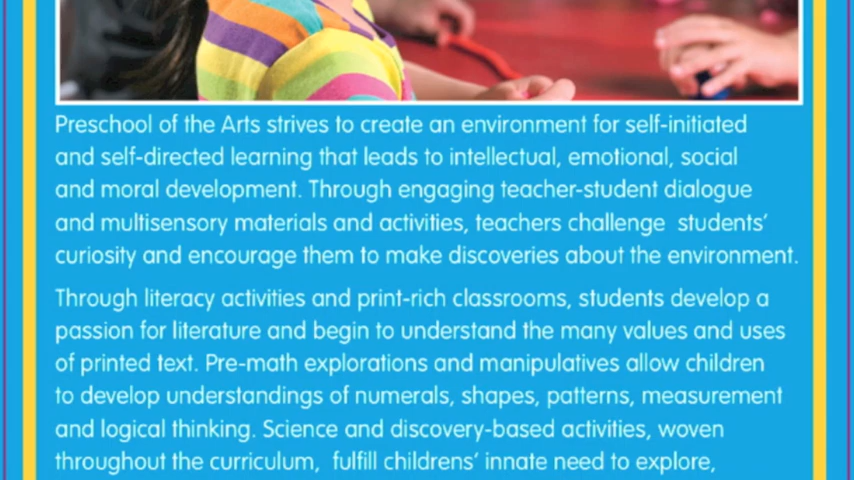 Preschool of the Arts strives to create an environment for self-initiated
and self-directed learning that leads to intellectual, emotional, social
and moral development. Through engaging teacher-student dialogue
and multisensory materials and activities, teachers challenge  students’
curiosity and encourage them to make discoveries about the environment.
Through literacy activities and print-rich classrooms, students develop a
passion for literature and begin to understand the many values and uses
of printed text. Pre-math explorations and manipulatives allow children
to develop understandings of numerals, shapes, patterns, measurement
and logical thinking. Science and discovery-based activities, woven
throughout the curriculum,  fulfill childrens’ innate need to explore,